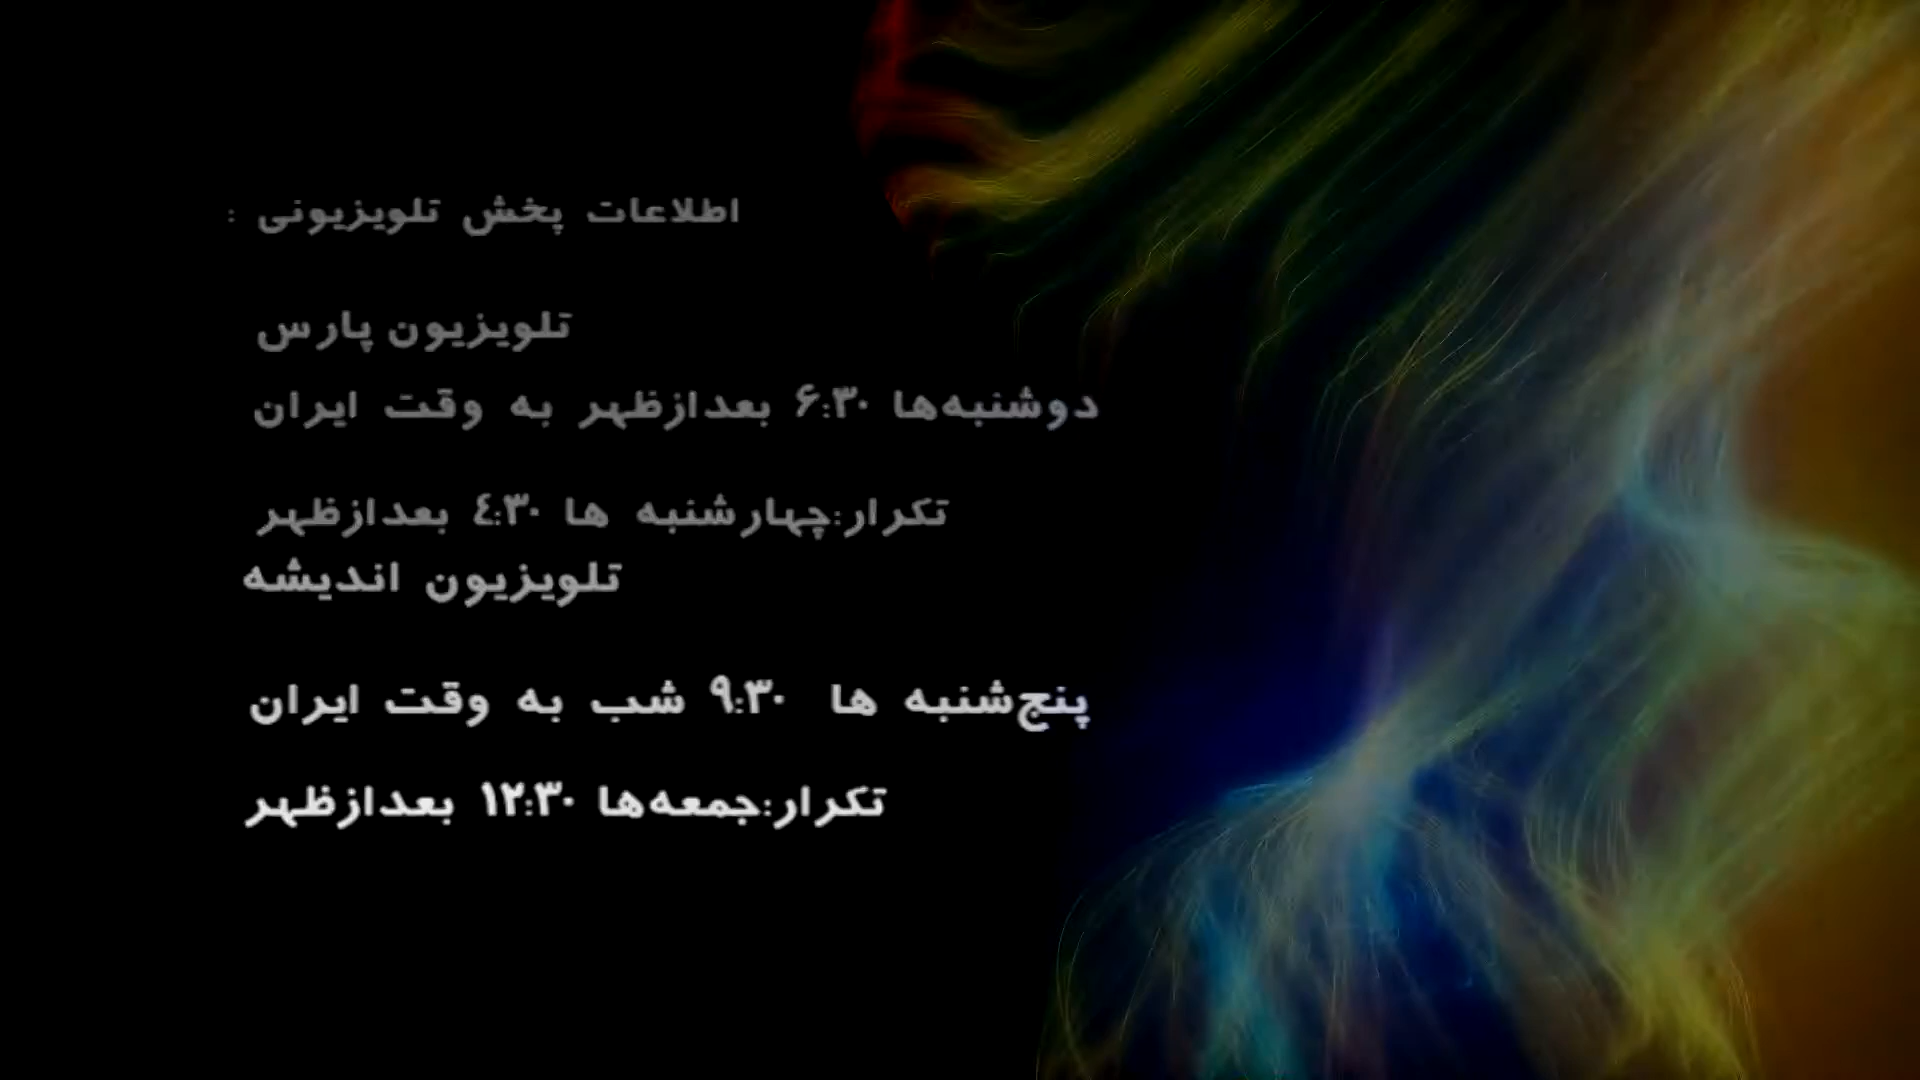 اطلاعات پخش تلویزیونی :
تلویزیون پارس
دوشنبه‌ها ۶:۳۰ بعدازظهر به وقت ایران
تکرار:چهارشنبه ها ٤:۳۰ بعدازظهر
تلویزیون اندیشه
پنج‌شنبه ها ۹:۳۰ شب به وقت ایران
تکرار:جمعه‌ها ۱۲:۳۰ بعدازظهر